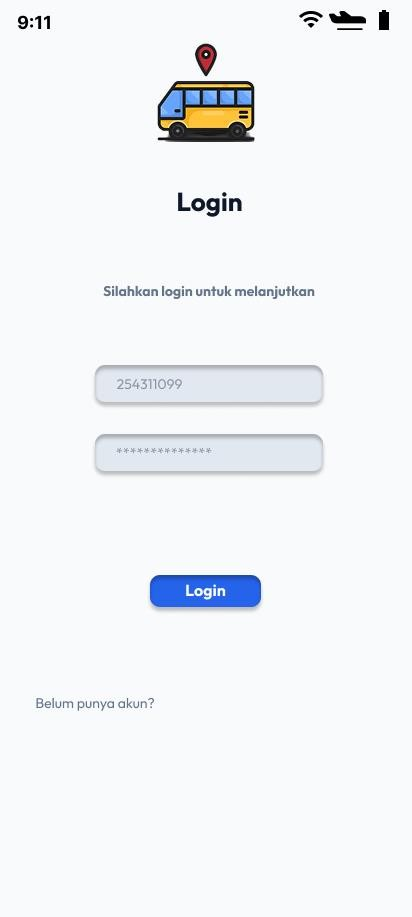 9:11
Login
Silahkan login untuk melanjutkan
254311099
**************
Login
Belum punya akun?